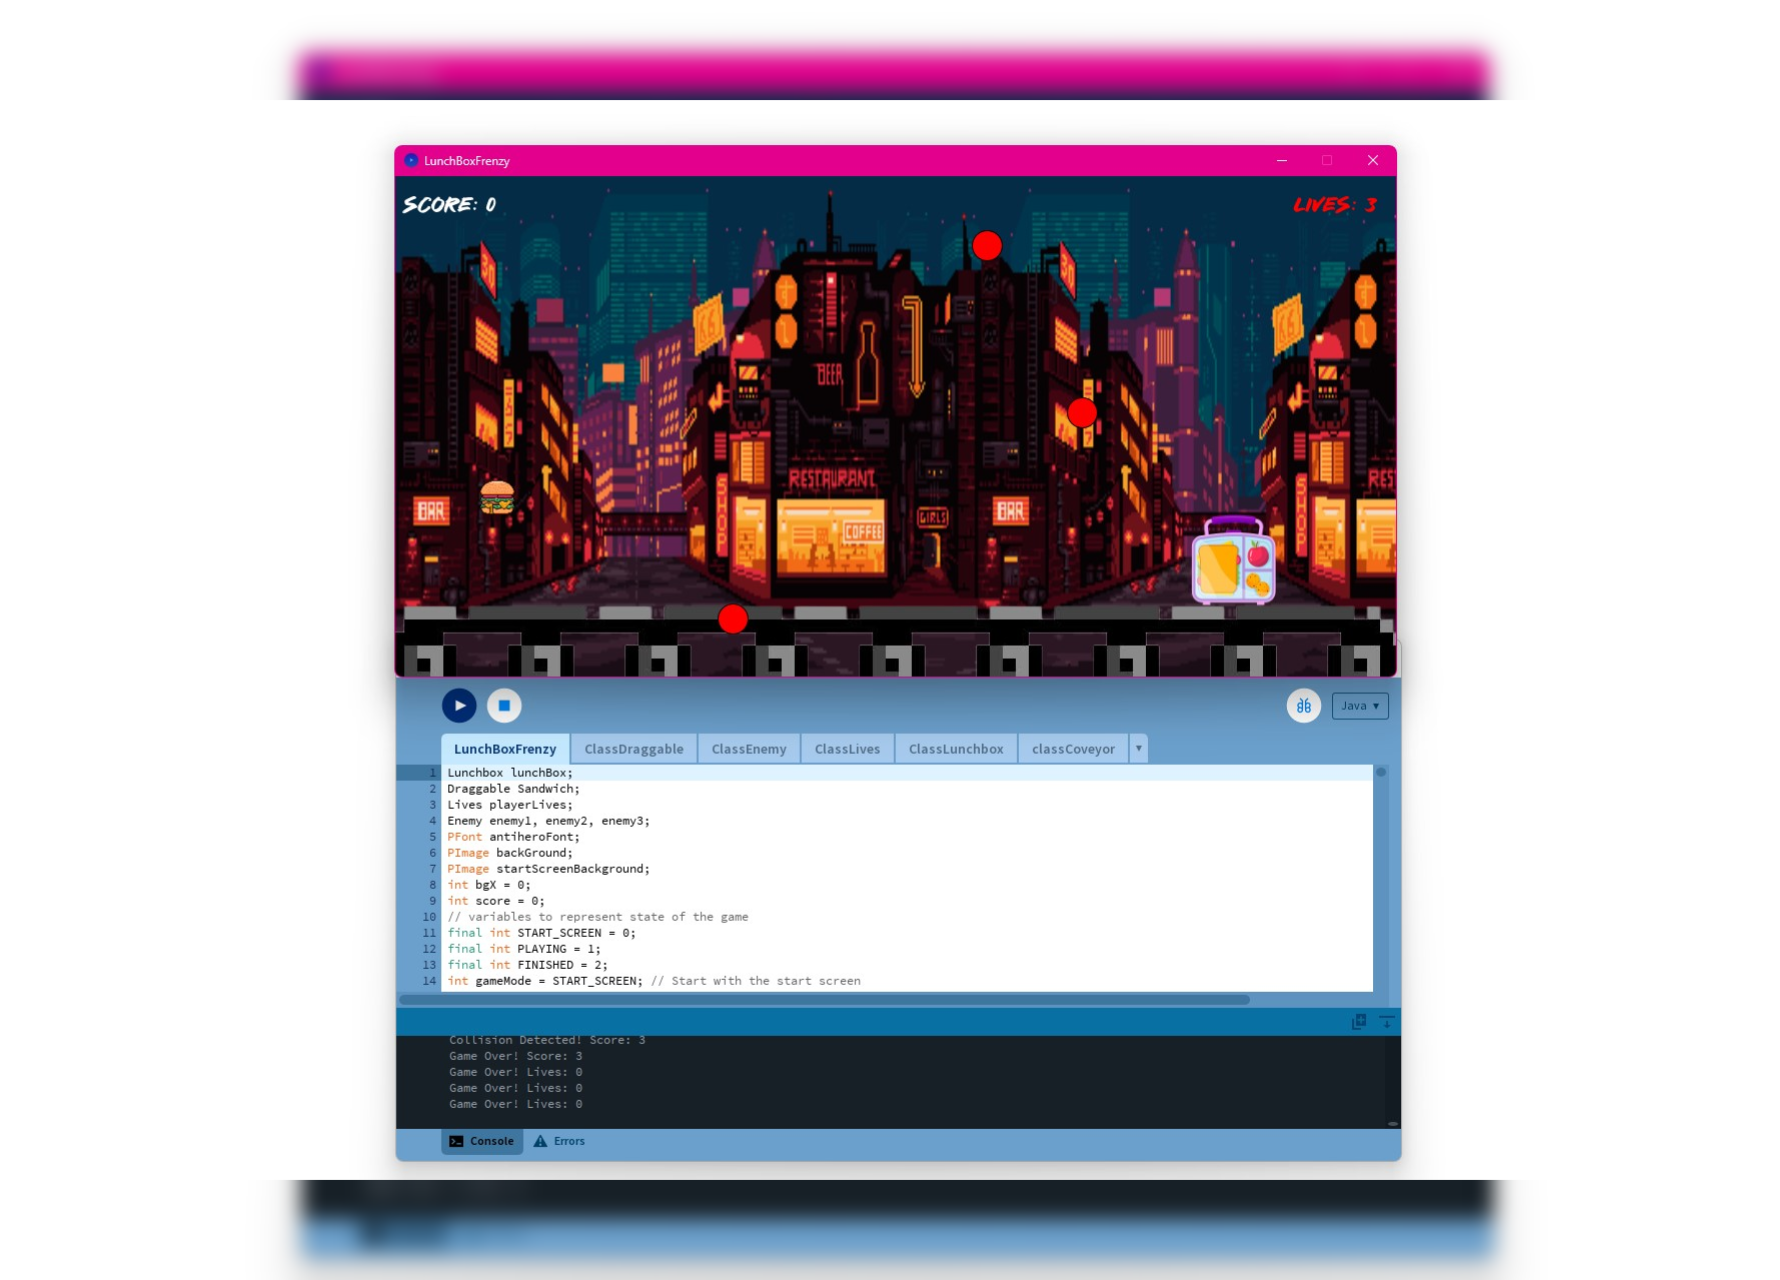 LunchBoxFrenzy
SCORE: 0
LIVES: 3
BEER
RESTAURANT
BAR
COFFEE
GIRLS
BAR
SHOP
SHOP
RES
Java
LunchBoxFrenzy ClassDraggable ClassEnemy ClassLives ClassLunchbox classCoveyor
1 Lunchbox lunchBox;
2 Draggable Sandwich;
3 Lives playerLives;
4 Enemy enemy1, enemy2, enemy3;
5 PFont antiheroFont;
6 PImage backGround;
7 PImage startScreenBackground;
8 int bgX = 0;
9 int score = 0;
10 // variables to represent state of the game
11 final int START_SCREEN = 0;
12 final int PLAYING = 1;
13 final int FINISHED = 2;
14 int gameMode = START_SCREEN; // Start with the start screen
Collision Detected! Score: 3
Game Over! Score: 3
Game Over! Lives: 0
Game Over! Lives: 0
Game Over! Lives: 0
Console Errors